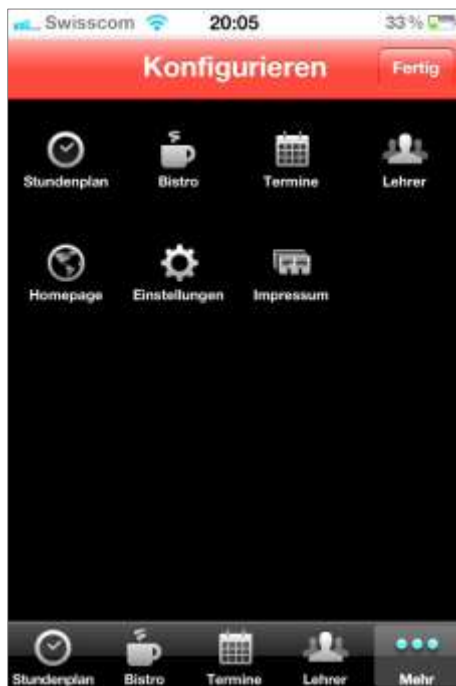 Swisscom 20:05 33 %
Konfigurieren Fertig
Stundenplan Bistro Termine Lehrer
Homepage Einstellungen Impressum
Stundenplan Bistro Termine Lehrer Mehr